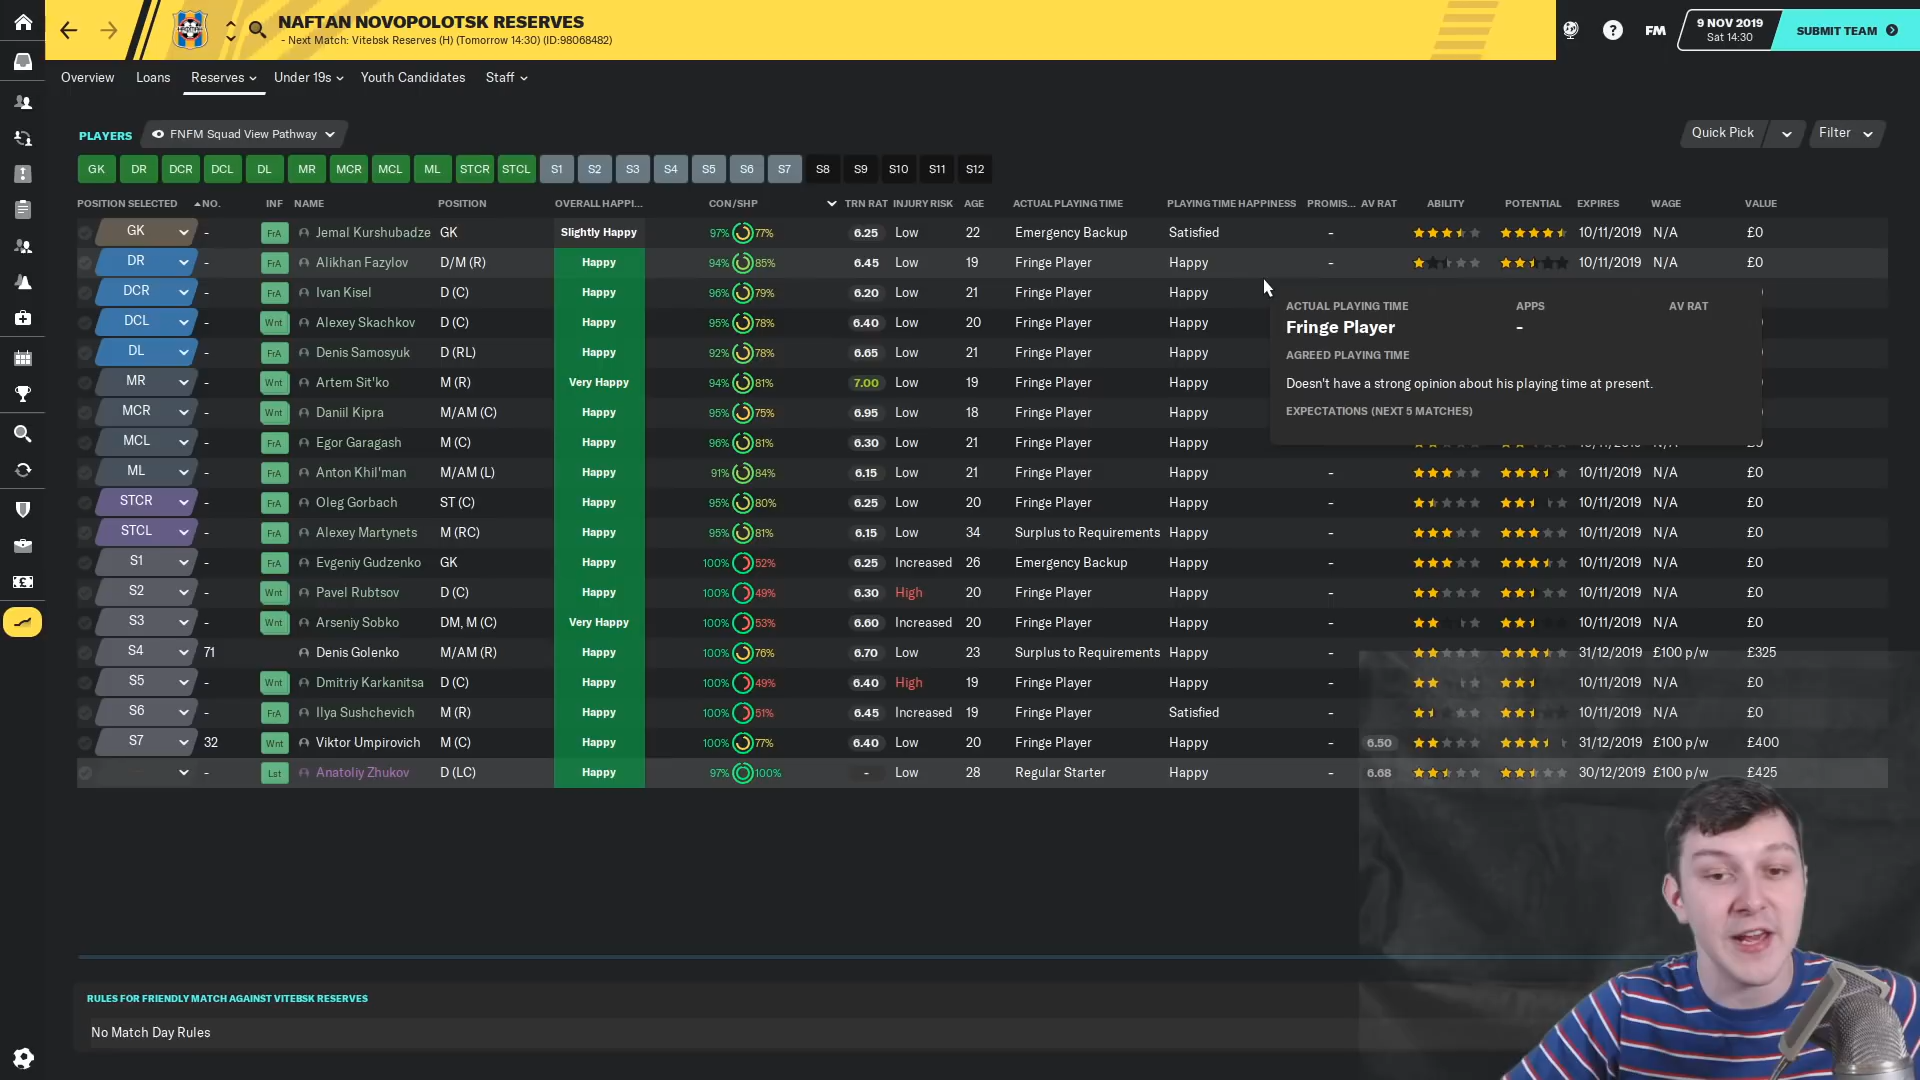 NAFTAN NOVOPOLOTSK RESERVES
- Next Match: Vitebsk Reserves (H) (Tomorrow 14:30) (ID:98068482)
FM
9 NOV 2019
Sat 14:30
SUBMIT TEAM
Overview Loans Reserves Under 19s Youth Candidates Staff
PLAYERS FNFM Squad View Pathway Quick Pick Filter
GK DR DCR DCL DL MR MCR MCL ML STCR STCL S1 S2 S3 S4 S5 S6 S7 S8 S9 S10 S11 S12
POSITION SELECTED NO. INF NAME POSITION OVERALL HAPPI... CON/SHP TRN RAT INJURY RISK AGE ACTUAL PLAYING TIME PLAYING TIME HAPPINESS PROMIS... AV RAT ABILITY POTENTIAL EXPIRES WAGE VALUE
GK - FrA Jemal Kurshubadze GK Slightly Happy 97% 77% 6.25 Low 22 Emergency Backup Satisfied - 10/11/2019 N/A £0
DR - FrA Alikhan Fazylov D/M (R) Happy 94% 85% 6.45 Low 19 Fringe Player Happy - 10/11/2019 N/A £0
DCR - FrA Ivan Kisel D (C) Happy 96% 79% 6.20 Low 21 Fringe Player Happy
DCL - Wnt Alexey Skachkov D (C) Happy 95% 78% 6.40 Low 20 Fringe Player Happy
DL - FrA Denis Samosyuk D (RL) Happy 92% 78% 6.65 Low 21 Fringe Player Happy
MR - Wnt Artem Sit'ko M (R) Very Happy 94% 81% 7.00 Low 19 Fringe Player Happy
MCR - Wnt Daniil Kipra M/AM (C) Happy 95% 75% 6.95 Low 18 Fringe Player Happy
MCL - FrA Egor Garagash M (C) Happy 96% 81% 6.30 Low 21 Fringe Player Happy
ML - FrA Anton Khil'man M/AM (L) Happy 91% 84% 6.15 Low 21 Fringe Player Happy - 10/11/2019 N/A £0
STCR - FrA Oleg Gorbach ST (C) Happy 95% 80% 6.25 Low 20 Fringe Player Happy - 10/11/2019 N/A £0
STCL - FrA Alexey Martynets M (RC) Happy 95% 81% 6.15 Low 34 Surplus to Requirements Happy - 10/11/2019 N/A £0
S1 - FrA Evgeniy Gudzenko GK Happy 100% 52% 6.25 Increased 26 Emergency Backup Happy - 10/11/2019 N/A £0
S2 - Wnt Pavel Rubtsov D (C) Happy 100% 49% 6.30 High 20 Fringe Player Happy - 10/11/2019 N/A £0
S3 - Wnt Arseniy Sobko DM, M (C) Very Happy 100% 53% 6.60 Increased 20 Fringe Player Happy - 10/11/2019 N/A £0
S4 71 Denis Golenko M/AM (R) Happy 100% 76% 6.70 Low 23 Surplus to Requirements Happy - 31/12/2019 £100 p/w £325
S5 - Wnt Dmitriy Karkanitsa D (C) Happy 100% 49% 6.40 High 19 Fringe Player Happy - 10/11/2019 N/A £0
S6 - FrA Ilya Sushchevich M (R) Happy 100% 51% 6.45 Increased 19 Fringe Player Satisfied - 10/11/2019 N/A £0
S7 32 Wnt Viktor Umpirovich M (C) Happy 100% 77% 6.40 Low 20 Fringe Player Happy - 6.50 31/12/2019 £100 p/w £400
- Lst Anatoliy Zhukov D (LC) Happy 97% 100% - Low 28 Regular Starter Happy - 6.68 30/12/2019 £100 p/w £425
ACTUAL PLAYING TIME APPS AV RAT
Fringe Player -
AGREED PLAYING TIME
Doesn't have a strong opinion about his playing time at present.
EXPECTATIONS (NEXT 5 MATCHES)
RULES FOR FRIENDLY MATCH AGAINST VITEBSK RESERVES
No Match Day Rules